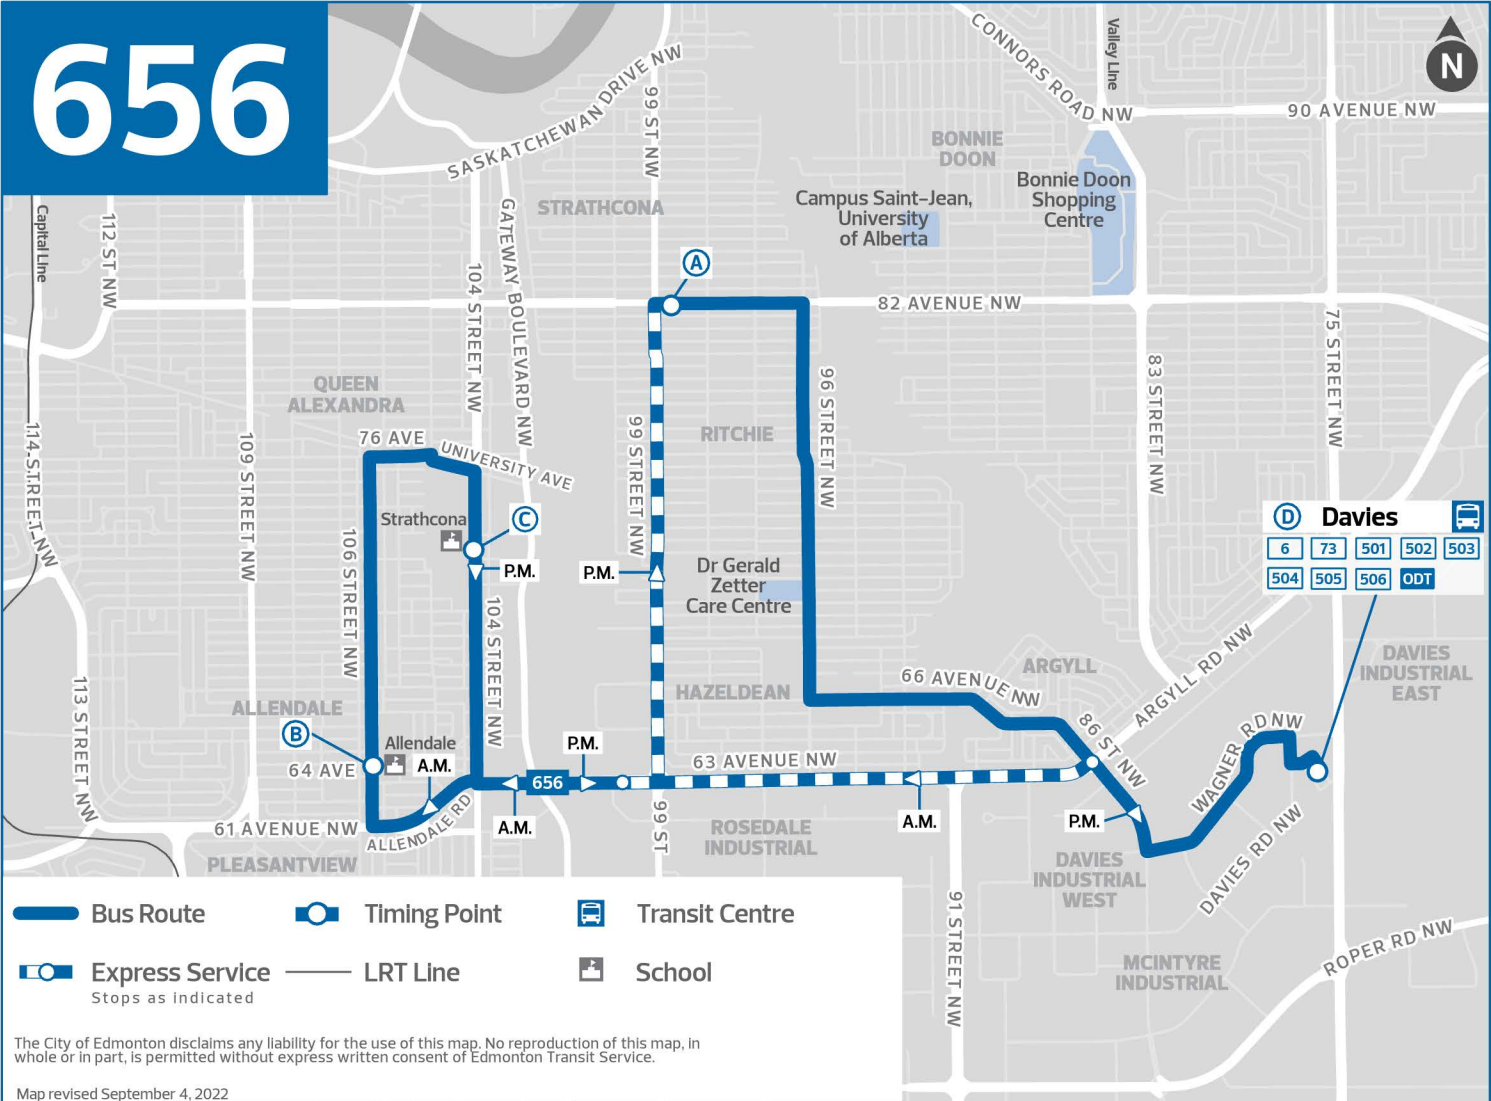 656
N
Valley Line
CONNORS ROAD NW
90 AVENUE NW
SASKATCHEWAN DRIVE NW
99 ST NW
BONNIE
DOON
Bonnie Doon
Shopping
Centre
Campus Saint-Jean,
University
of Alberta
STRATHCONA
Capital Line
112 ST NW
GATEWAY BOULEVARD NW
104 STREET NW
A
82 AVENUE NW
75 STREET NW
83 STREET NW
96 STREET NW
QUEEN
ALEXANDRA
76 AVE
UNIVERSITY AVE
RITCHIE
99 STREET NW
114 STREET NW
109 STREET NW
106 STREET NW
Strathcona
C
P.M.
P.M.
104 STREET NW
Dr Gerald
Zetter
Care Centre
D Davies
6 73 501 502 503
504 505 506 ODT
ARGYLL
ARGYLL RD NW
DAVIES
INDUSTRIAL
EAST
66 AVENUE NW
HAZELDEAN
113 STREET NW
ALLENDALE
B
Allendale
64 AVE
A.M.
P.M.
656
A.M.
63 AVENUE NW
86 ST NW
WAGNER RD NW
A.M.
P.M.
61 AVENUE NW
ALLENDALE RD
99 ST
ROSEDALE
INDUSTRIAL
DAVIES RD NW
PLEASANTVIEW
DAVIES
INDUSTRIAL
WEST
91 STREET NW
MCINTYRE
INDUSTRIAL
ROPER RD NW
Bus Route
Timing Point
Transit Centre
Express Service
Stops as indicated
LRT Line
School
The City of Edmonton disclaims any liability for the use of this map. No reproduction of this map, in
whole or in part, is permitted without express written consent of Edmonton Transit Service.
Map revised September 4, 2022